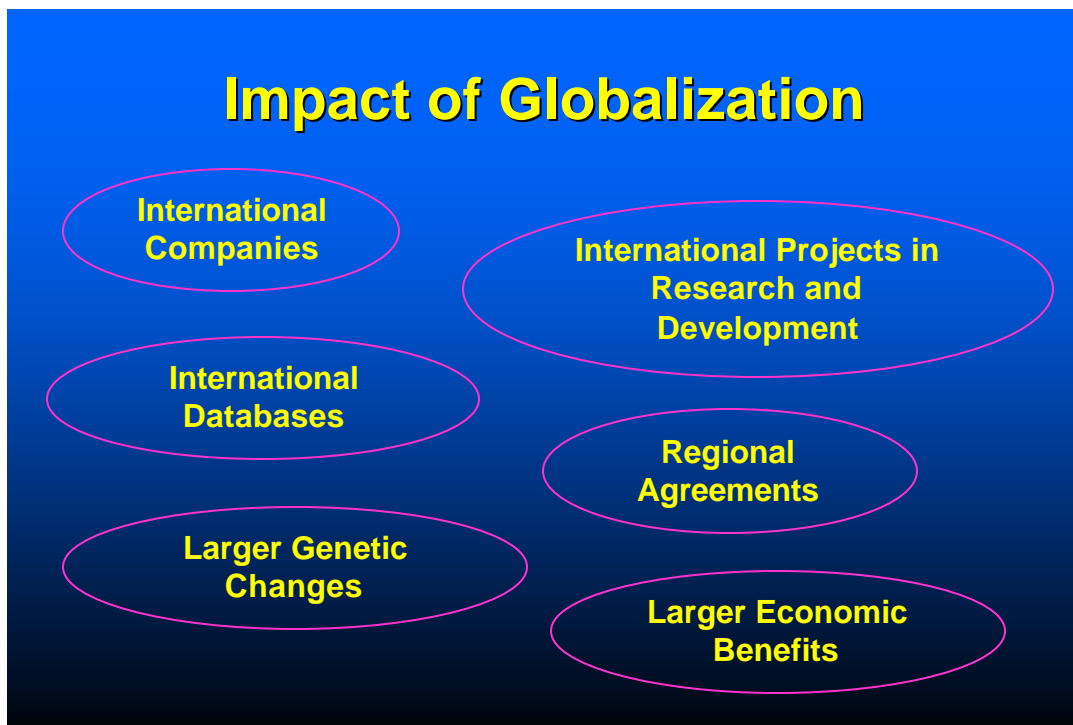 Impact of Globalization
International
Companies
International Projects in
Research and
Development
International
Databases
Regional
Agreements
Larger Genetic
Changes
Larger Economic
Benefits